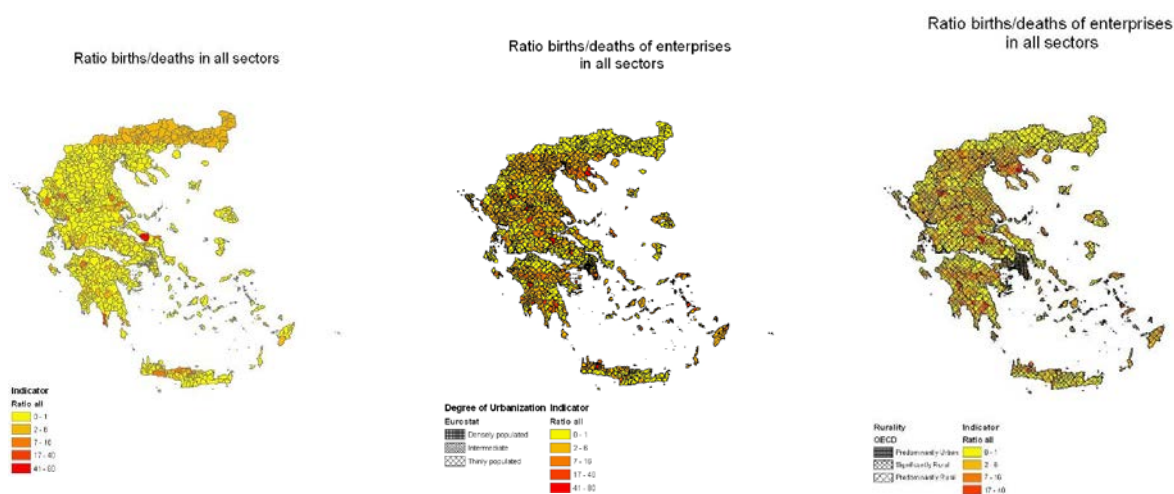 Ratio births/deaths in all sectors
Indicator
Ratio all
0 - 1
2 - 6
7 - 16
17 - 40
41 - 80
Ratio births/deaths of enterprises
in all sectors
Degree of Urbanization
Eurostat
Densely populated
Intermediate
Thinly populated
Indicator
Ratio all
0 - 1
2 - 6
7 - 16
17 - 40
41 - 80
Ratio births/deaths of enterprises
in all sectors
Rurality
OECD
Predominantly Urban
Significantly Rural
Predominantly Rural
Indicator
Ratio all
0 - 1
2 - 6
7 - 16
17 - 40